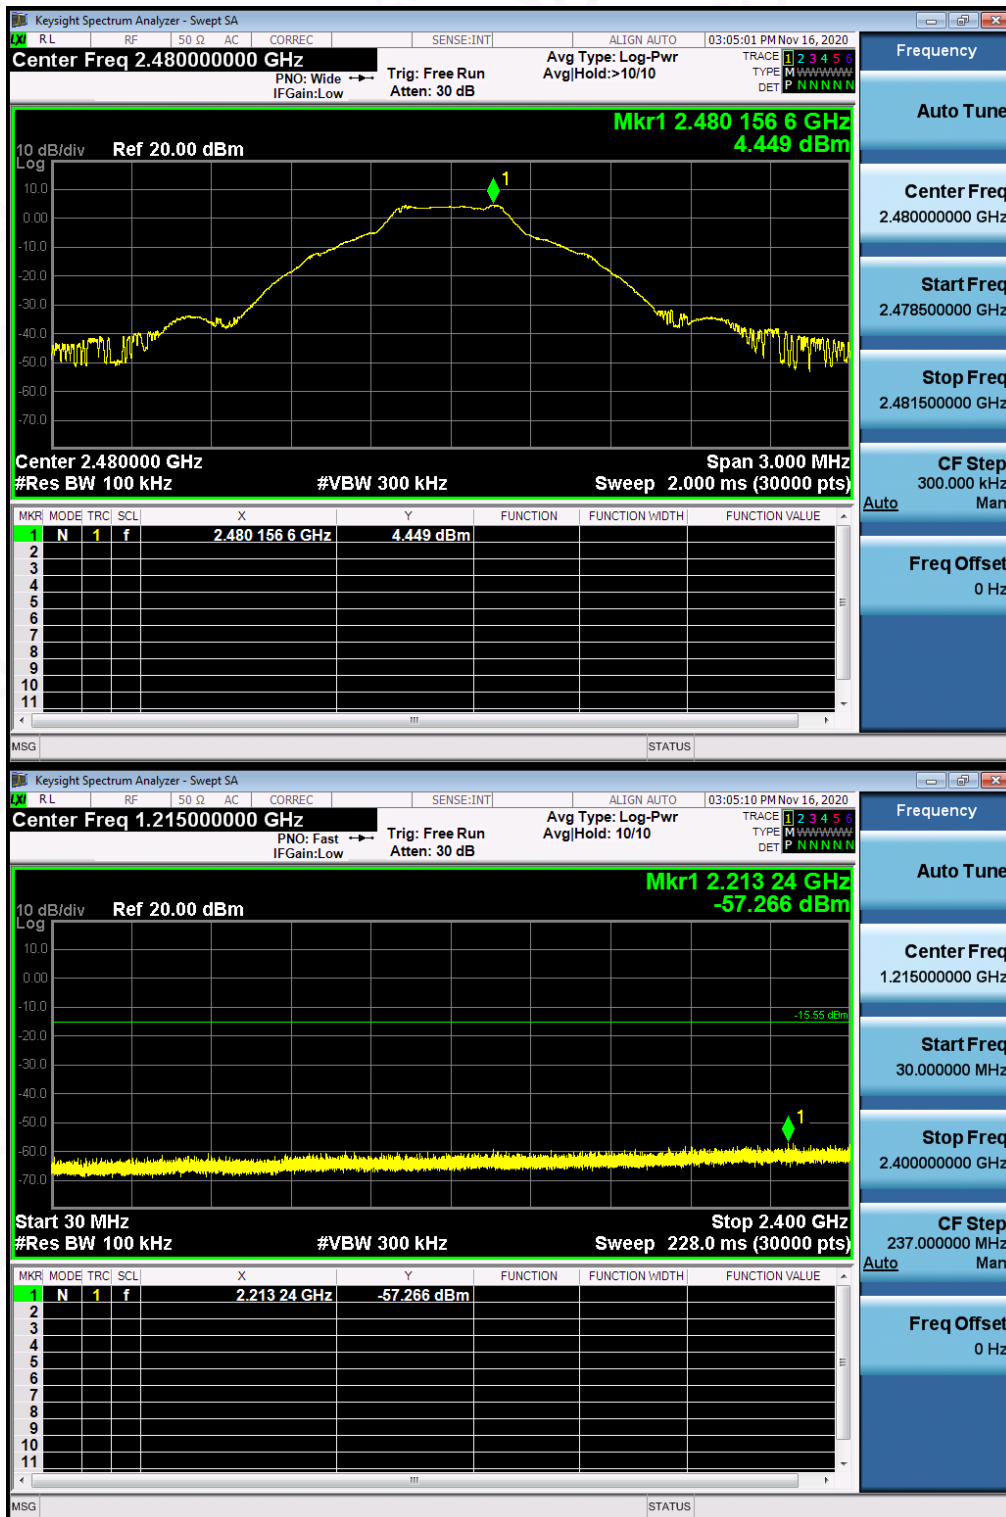 Keysight Spectrum Analyzer - Swept SA
LXI RL RF 50 Ω AC CORREC SENSE:INT ALIGN AUTO 03:05:01 PM Nov 16, 2020
Center Freq 2.480000000 GHz
PNO: Wide
IFGain:Low
Trig: Free Run
Atten: 30 dB
Avg Type: Log-Pwr
Avg|Hold:>10/10
TRACE 1 2 3 4 5 6
TYPE M WWWWW
DET P N N N N N
Mkr1 2.480 156 6 GHz
4.449 dBm
10 dB/div Ref 20.00 dBm
Log
10.0
0.00
-10.0
-20.0
-30.0
-40.0
-50.0
-60.0
-70.0
1
Center 2.480000 GHz Span 3.000 MHz
#Res BW 100 kHz #VBW 300 kHz Sweep 2.000 ms (30000 pts)
MKR MODE TRC SCL X Y FUNCTION FUNCTION WIDTH FUNCTION VALUE
1 N 1 f 2.480 156 6 GHz 4.449 dBm
2
3
4
5
6
7
8
9
10
11
MSG STATUS
Frequency
Auto Tune
Center Freq
2.480000000 GHz
Start Freq
2.478500000 GHz
Stop Freq
2.481500000 GHz
CF Step
300.000 kHz
Auto Man
Freq Offset
0 Hz
Keysight Spectrum Analyzer - Swept SA
LXI RL RF 50 Ω AC CORREC SENSE:INT ALIGN AUTO 03:05:10 PM Nov 16, 2020
Center Freq 1.215000000 GHz
PNO: Fast
IFGain:Low
Trig: Free Run
Atten: 30 dB
Avg Type: Log-Pwr
Avg|Hold: 10/10
TRACE 1 2 3 4 5 6
TYPE M WWWWW
DET P N N N N N
Mkr1 2.213 24 GHz
-57.266 dBm
10 dB/div Ref 20.00 dBm
Log
10.0
0.00
-10.0
-20.0
-30.0
-40.0
-50.0
-60.0
-70.0
-15.55 dBm
1
Start 30 MHz Stop 2.400 GHz
#Res BW 100 kHz #VBW 300 kHz Sweep 228.0 ms (30000 pts)
MKR MODE TRC SCL X Y FUNCTION FUNCTION WIDTH FUNCTION VALUE
1 N 1 f 2.213 24 GHz -57.266 dBm
2
3
4
5
6
7
8
9
10
11
MSG STATUS
Frequency
Auto Tune
Center Freq
1.215000000 GHz
Start Freq
30.000000 MHz
Stop Freq
2.400000000 GHz
CF Step
237.000000 MHz
Auto Man
Freq Offset
0 Hz